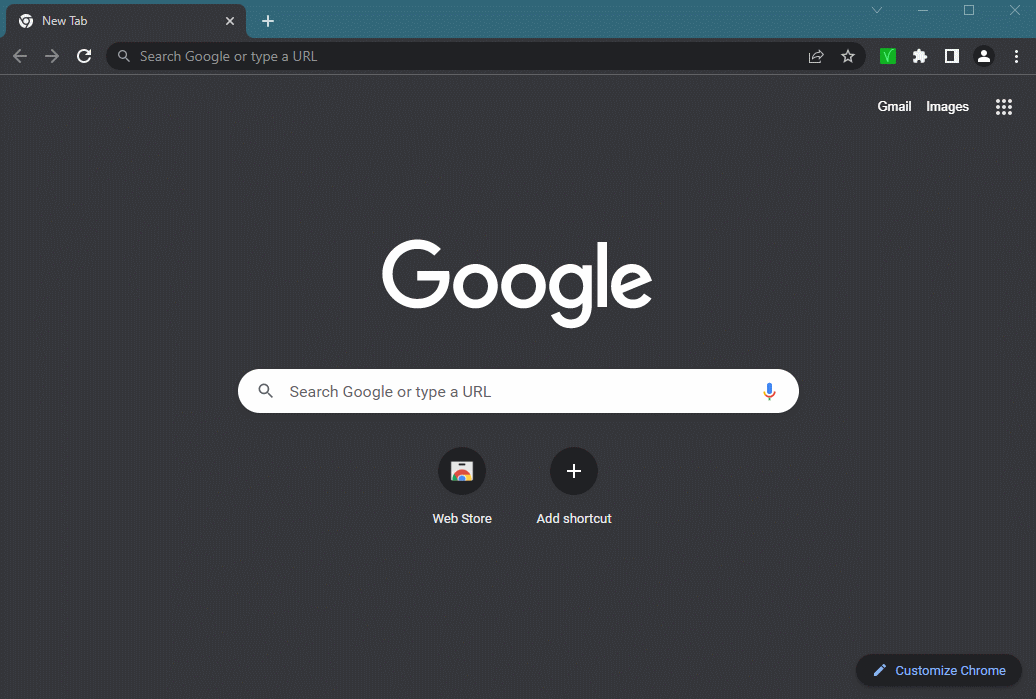 New Tab
Search Google or type a URL
Gmail Images
Google
Search Google or type a URL
Web Store Add shortcut
Customize Chrome